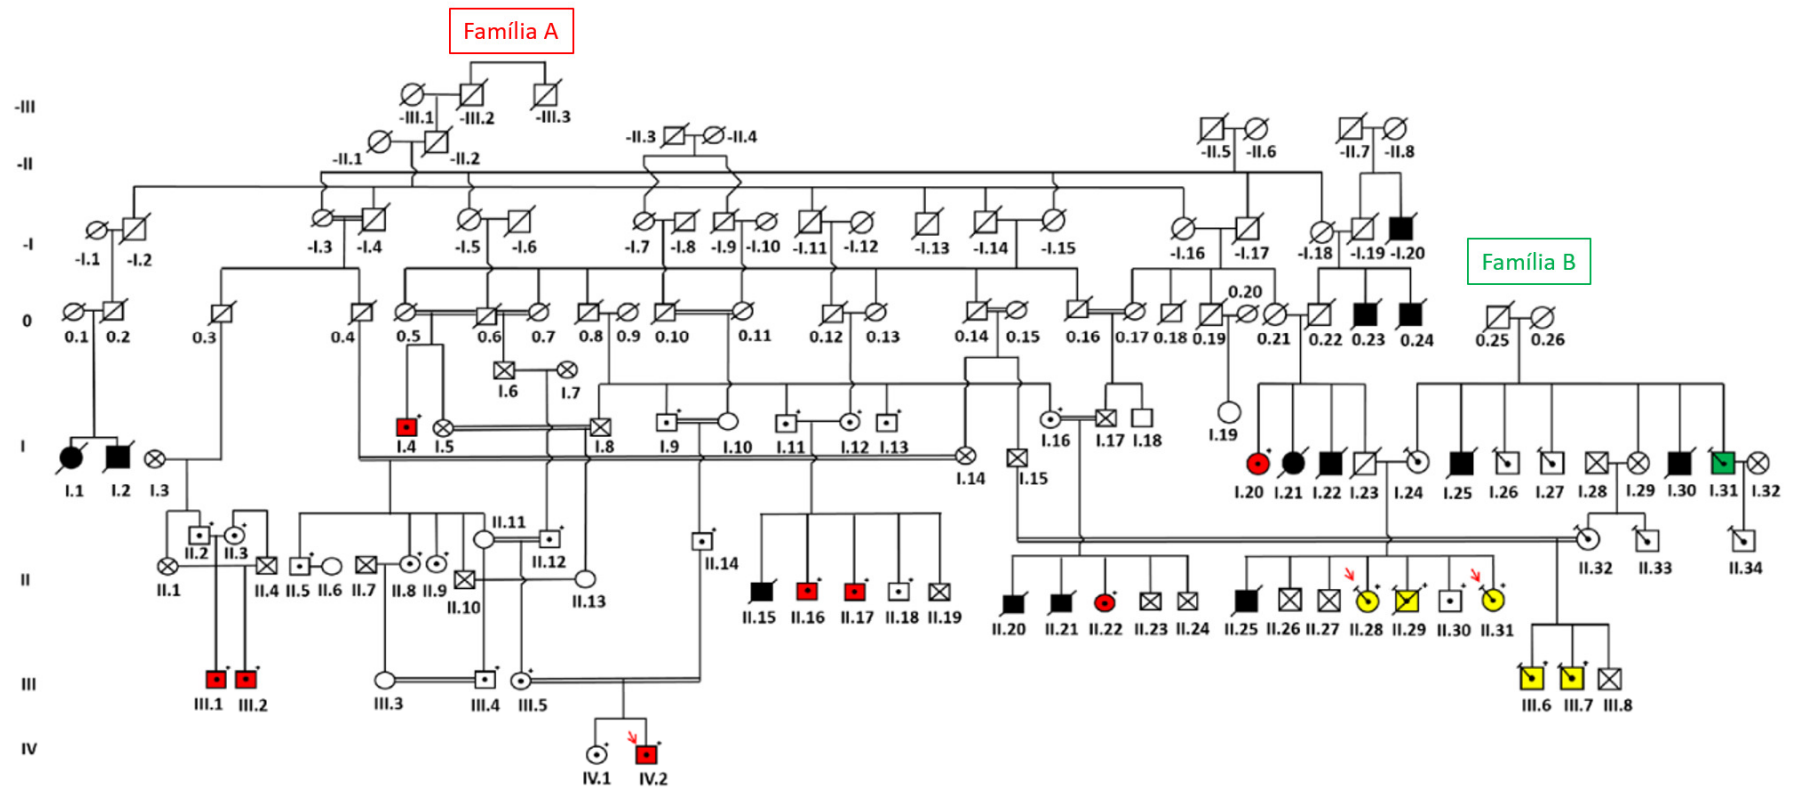 Família A
-III
-III.1 -III.2 -III.3
-II.3 -II.4
-II.1 -II.2 -II.5 -II.6 -II.7 -II.8
-II
-I
-I.1 -I.2 -I.3 -I.4 -I.5 -I.6 -I.7 -I.8 -I.9 -I.10 -I.11 -I.12 -I.13 -I.14 -I.15 -I.16 -I.17 -I.18 -I.19 -I.20
Família B
0.20
0
0.1 0.2 0.3 0.4 0.5 0.6 0.7 0.8 0.9 0.10 0.11 0.12 0.13 0.14 0.15 0.16 0.17 0.18 0.19 0.21 0.22 0.23 0.24 0.25 0.26
I.6 I.7
I
I.4 I.5 I.8 I.9 I.10 I.11 I.12 I.13 I.16 I.17 I.18 I.19
I.1 I.2 I.3 I.14 I.15 I.20 I.21 I.22 I.23 I.24 I.25 I.26 I.27 I.28 I.29 I.30 I.31 I.32
II.11
II.2 II.3 II.12 II.14 II.32 II.33 II.34
II
II.1 II.4 II.5 II.6 II.7 II.8 II.9 II.10 II.13 II.15 II.16 II.17 II.18 II.19
II.20 II.21 II.22 II.23 II.24 II.25 II.26 II.27 II.28 II.29 II.30 II.31
III
III.1 III.2 III.3 III.4 III.5 III.6 III.7 III.8
IV
IV.1 IV.2